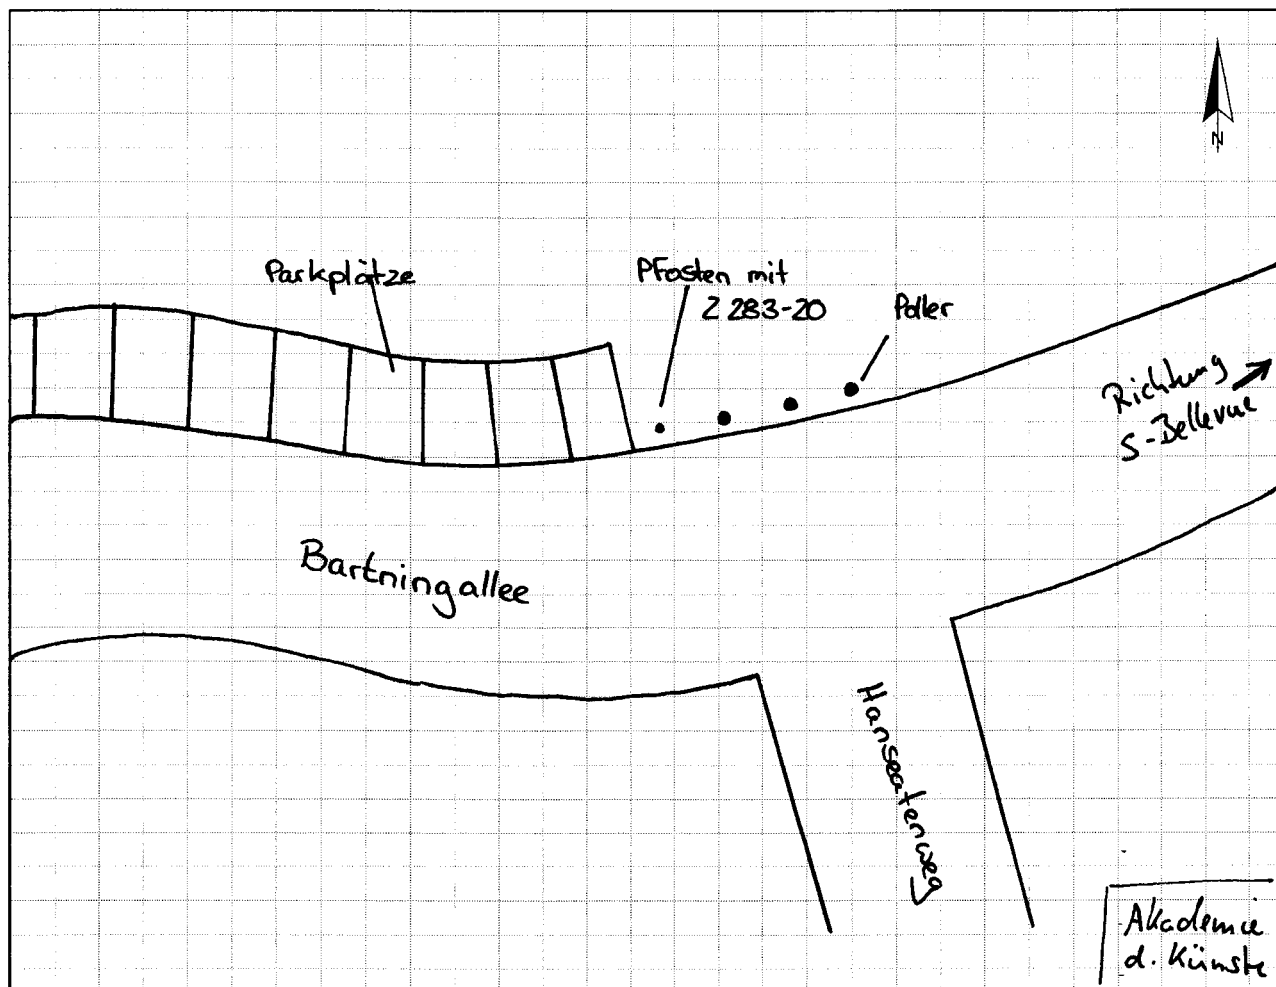 N
Parkplätze
Pfosten mit
Z 283-20
Poller
Richtung
S-Bellevue
Bartningallee
Hanseatenweg
Akademie
d. Künste